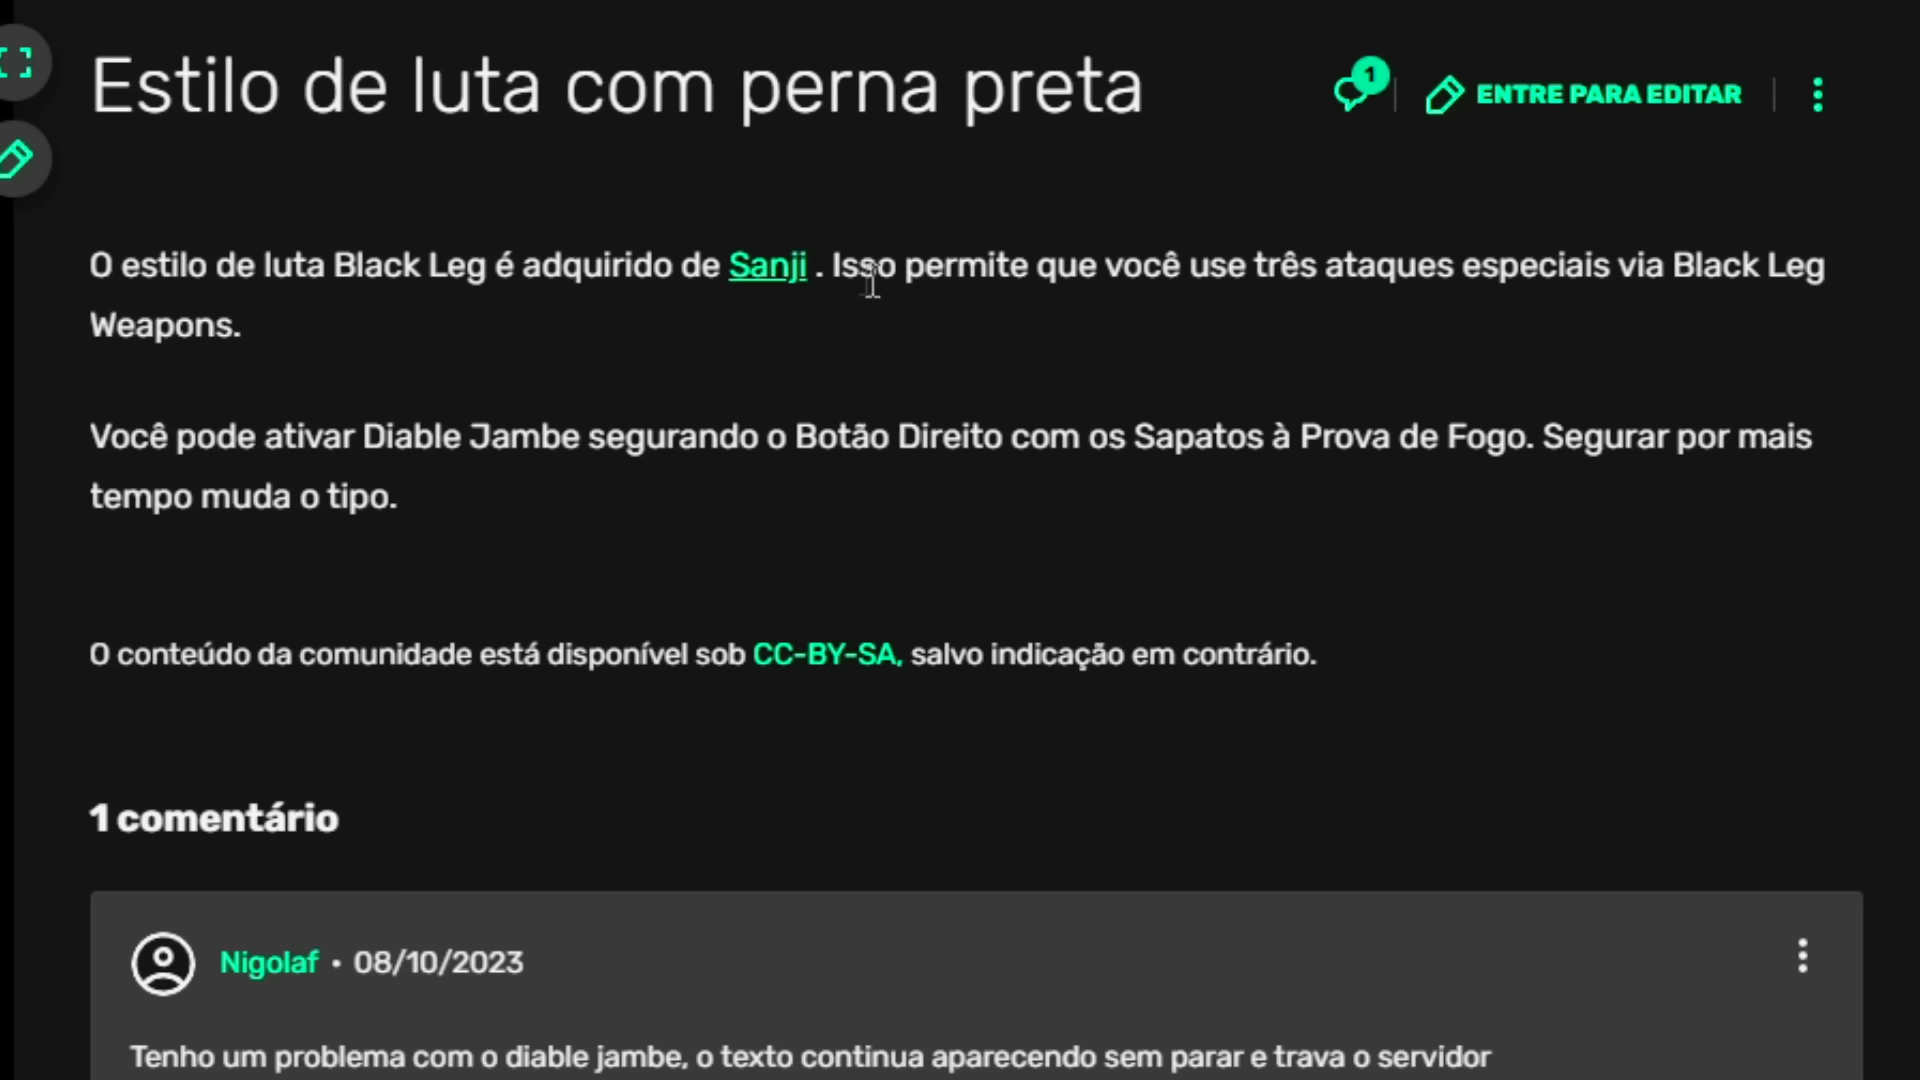 Estilo de luta com perna preta
1
ENTRE PARA EDITAR
O estilo de luta Black Leg é adquirido de Sanji . Isso permite que você use três ataques especiais via Black Leg
Weapons.
Você pode ativar Diable Jambe segurando o Botão Direito com os Sapatos à Prova de Fogo. Segurar por mais
tempo muda o tipo.
O conteúdo da comunidade está disponível sob CC-BY-SA, salvo indicação em contrário.
1 comentário
Nigolaf • 08/10/2023
Tenho um problema com o diable jambe, o texto continua aparecendo sem parar e trava o servidor